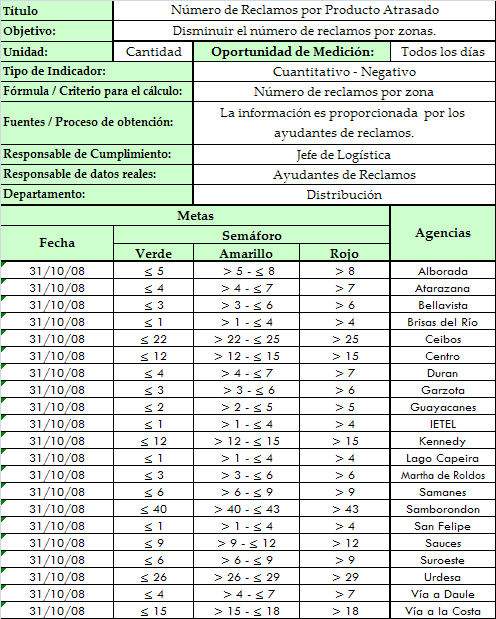 Título Número de Reclamos por Producto Atrasado
Objetivo: Disminuir el número de reclamos por zonas.
Unidad: Cantidad Oportunidad de Medición: Todos los días
Tipo de Indicador: Cuantitativo - Negativo
Fórmula / Criterio para el cálculo: Número de reclamos por zona
Fuentes / Proceso de obtención: La información es proporcionada por los
ayudantes de reclamos.
Responsable de Cumplimiento: Jefe de Logística
Responsable de datos reales: Ayudantes de Reclamos
Departamento: Distribución
Metas
Fecha Semáforo Agencias
Verde Amarillo Rojo
31/10/08 ≤ 5 > 5 - ≤ 8 > 8 Alborada
31/10/08 ≤ 4 > 4 - ≤ 7 > 7 Atarazana
31/10/08 ≤ 3 > 3 - ≤ 6 > 6 Bellavista
31/10/08 ≤ 1 > 1 - ≤ 4 > 4 Brisas del Río
31/10/08 ≤ 22 > 22 - ≤ 25 > 25 Ceibos
31/10/08 ≤ 12 > 12 - ≤ 15 > 15 Centro
31/10/08 ≤ 4 > 4 - ≤ 7 > 7 Duran
31/10/08 ≤ 3 > 3 - ≤ 6 > 6 Garzota
31/10/08 ≤ 2 > 2 - ≤ 5 > 5 Guayacanes
31/10/08 ≤ 1 > 1 - ≤ 4 > 4 IETEL
31/10/08 ≤ 12 > 12 - ≤ 15 > 15 Kennedy
31/10/08 ≤ 1 > 1 - ≤ 4 > 4 Lago Capeira
31/10/08 ≤ 3 > 3 - ≤ 6 > 6 Martha de Roldos
31/10/08 ≤ 6 > 6 - ≤ 9 > 9 Samanes
31/10/08 ≤ 40 > 40 - ≤ 43 > 43 Samborondon
31/10/08 ≤ 1 > 1 - ≤ 4 > 4 San Felipe
31/10/08 ≤ 9 > 9 - ≤ 12 > 12 Sauces
31/10/08 ≤ 6 > 6 - ≤ 9 > 9 Suroeste
31/10/08 ≤ 26 > 26 - ≤ 29 > 29 Urdesa
31/10/08 ≤ 4 > 4 - ≤ 7 > 7 Vía a Daule
31/10/08 ≤ 15 > 15 - ≤ 18 > 18 Vía a la Costa